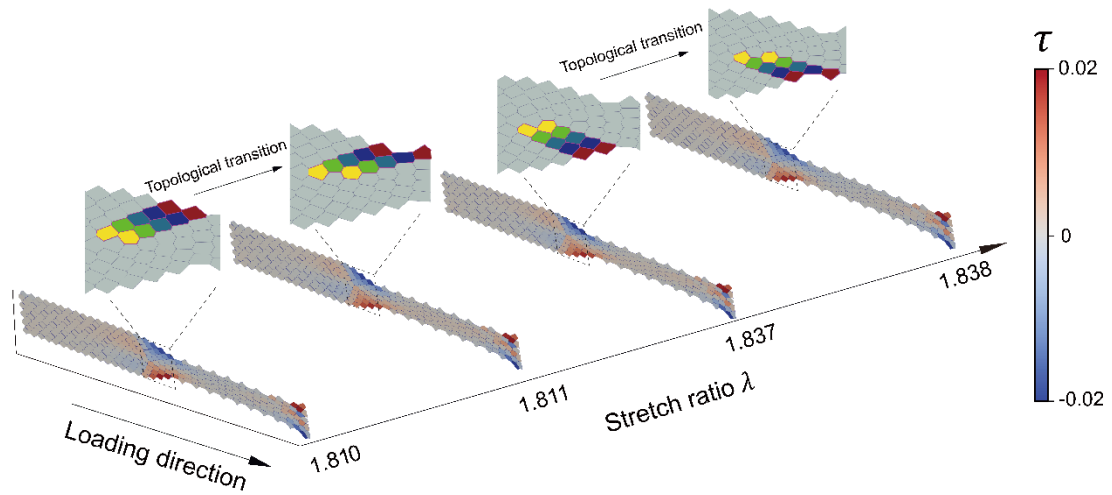 Topological transition
Topological transition
τ
0.02
0
-0.02
1.810
1.811
1.837
1.838
Stretch ratio λ
Loading direction